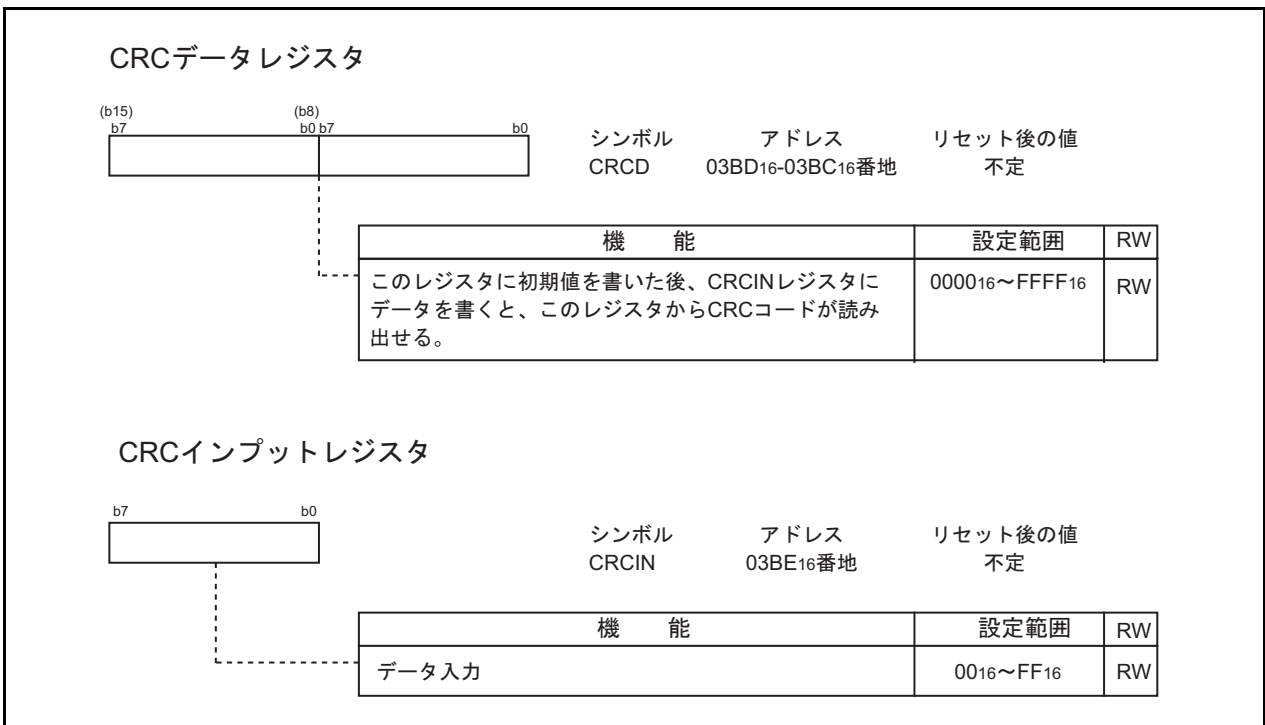 CRCデータレジスタ
(b15) (b8)
b7 b0 b7 b0
シンボル アドレス リセット後の値
CRCD 03BD16-03BC16番地 不定
機 能 設定範囲 RW
このレジスタに初期値を書いた後、CRCINレジスタに 000016～FFFF16 RW
データを書くと、このレジスタからCRCコードが読み
出せる。
CRCインプットレジスタ
b7 b0
シンボル アドレス リセット後の値
CRCIN 03BE16番地 不定
機 能 設定範囲 RW
データ入力 0016～FF16 RW